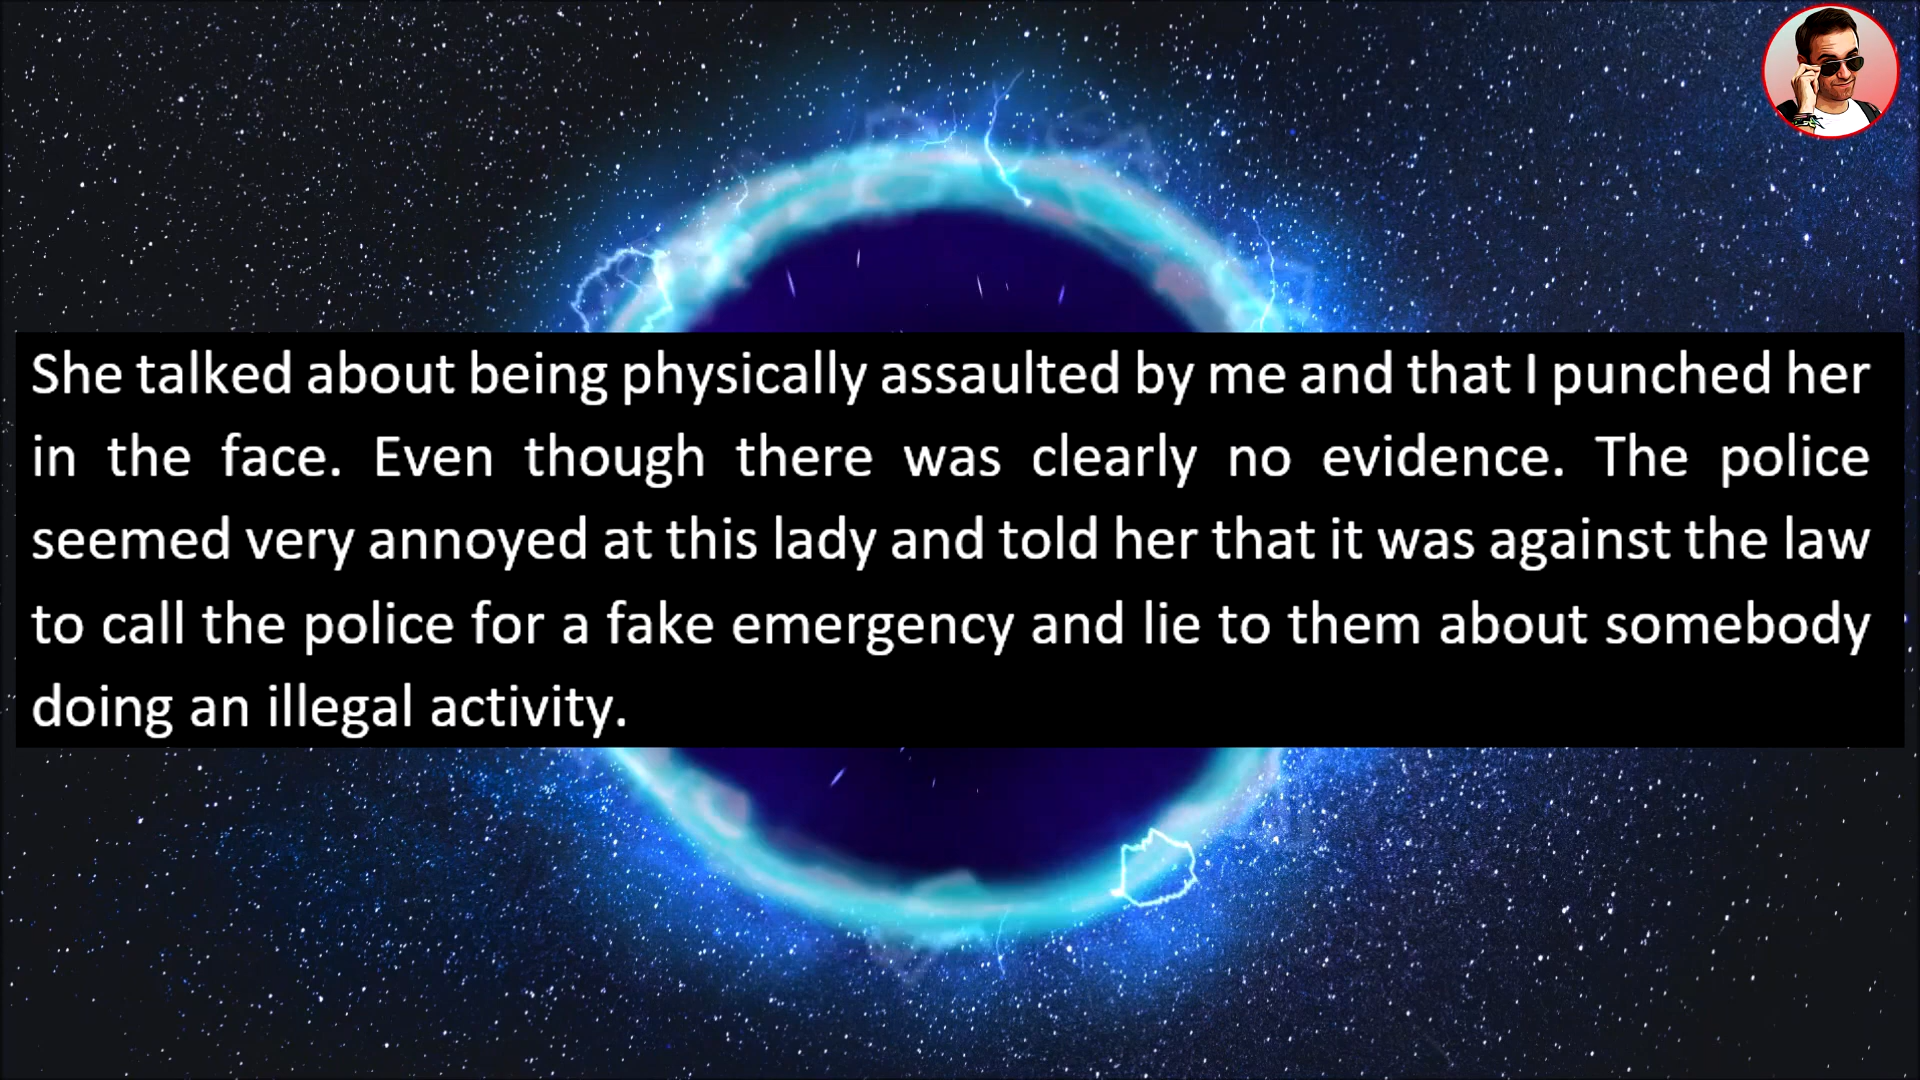 She talked about being physically assaulted by me and that I punched her
in the face. Even though there was clearly no evidence. The police
seemed very annoyed at this lady and told her that it was against the law
to call the police for a fake emergency and lie to them about somebody
doing an illegal activity.